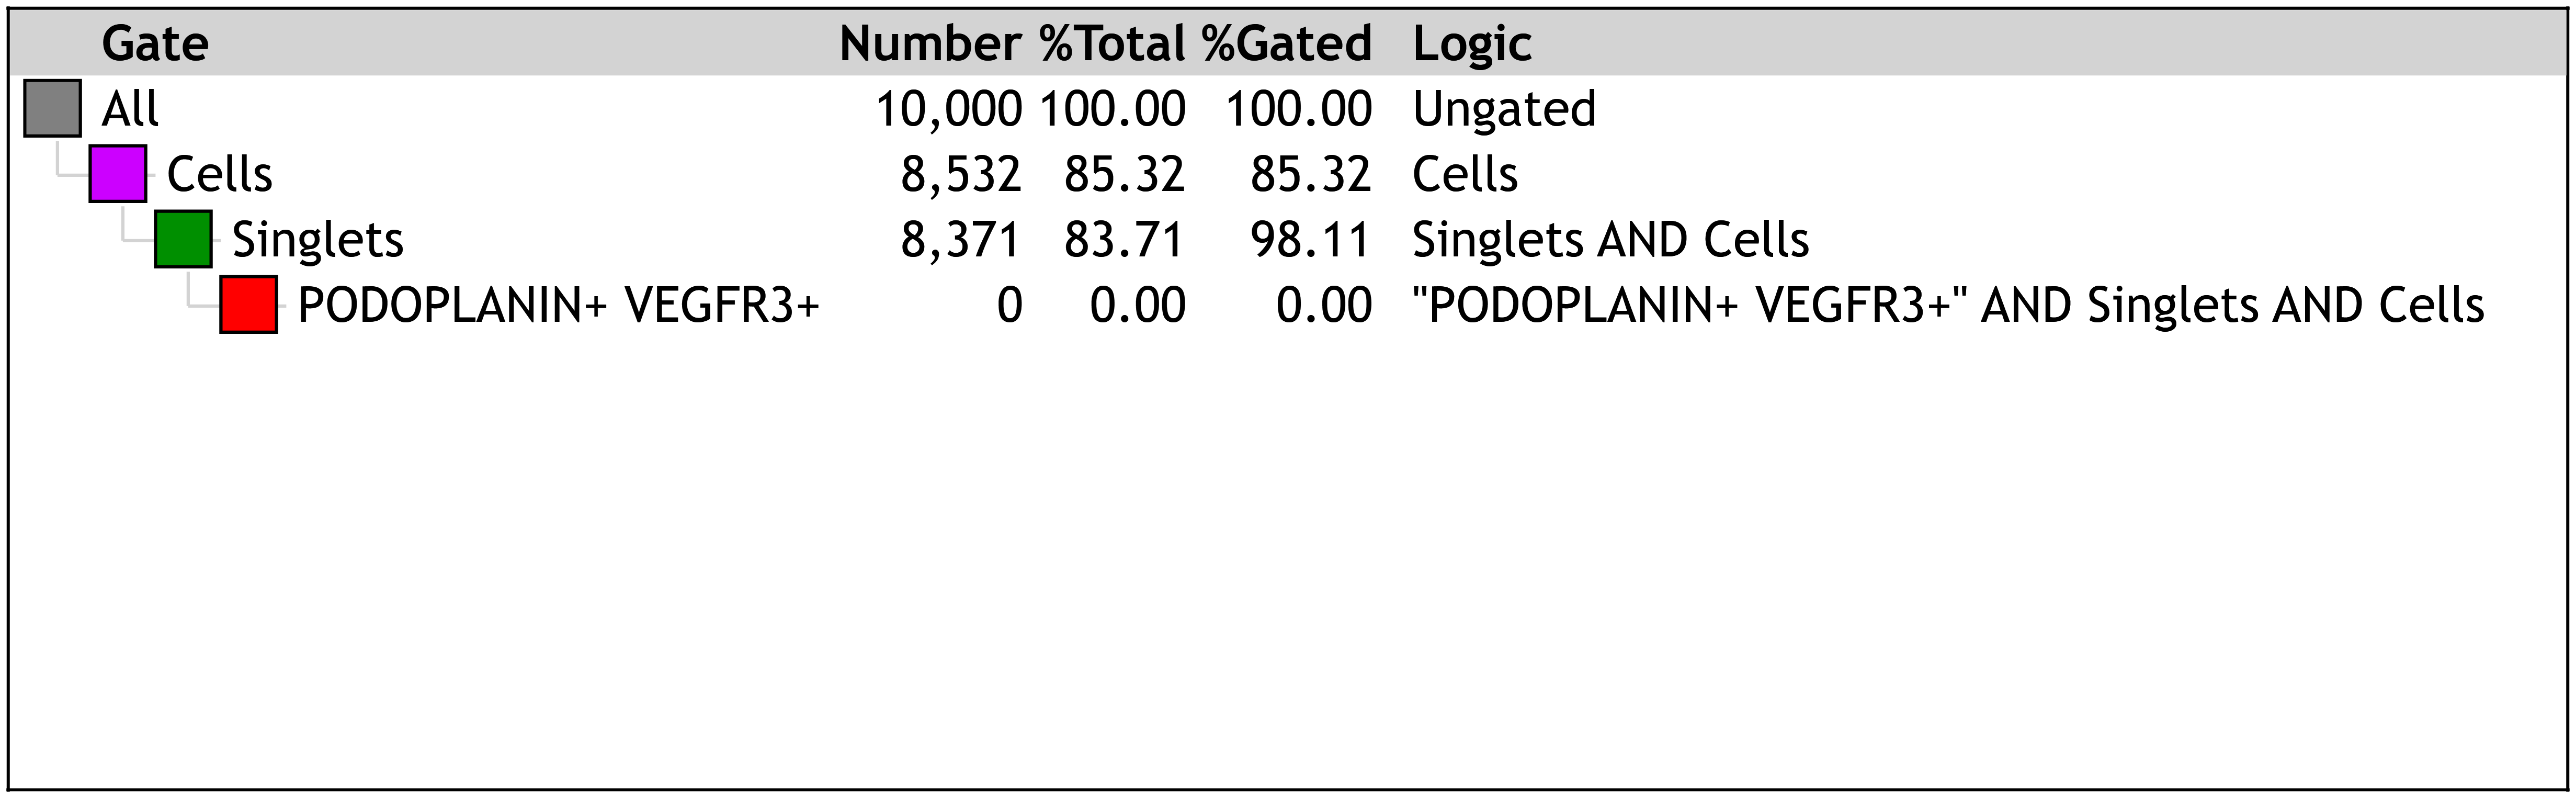 Gate Number %Total %Gated Logic
All 10,000 100.00 100.00 Ungated
Cells 8,532 85.32 85.32 Cells
Singlets 8,371 83.71 98.11 Singlets AND Cells
PODOPLANIN+ VEGFR3+ 0 0.00 0.00 "PODOPLANIN+ VEGFR3+" AND Singlets AND Cells